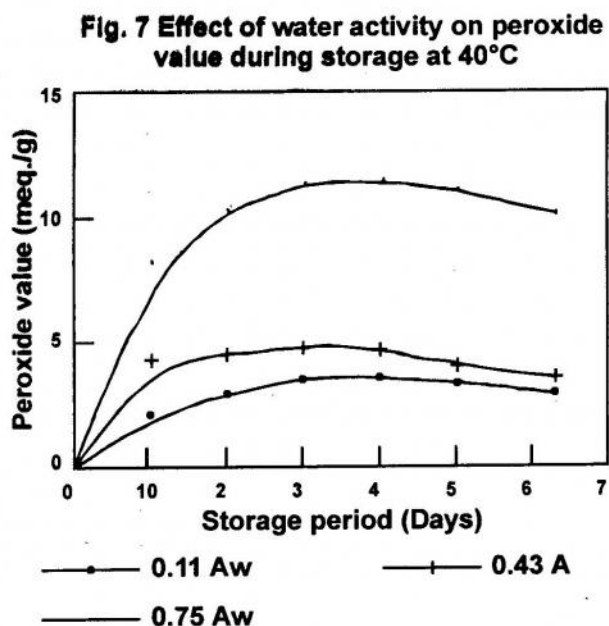 Fig. 7 Effect of water activity on peroxide
value during storage at 40°C
15
10
5
0
Peroxide value (meq./g)
0 10 2 3 4 5 6 7
Storage period (Days)
0.11 Aw 0.43 A
0.75 Aw